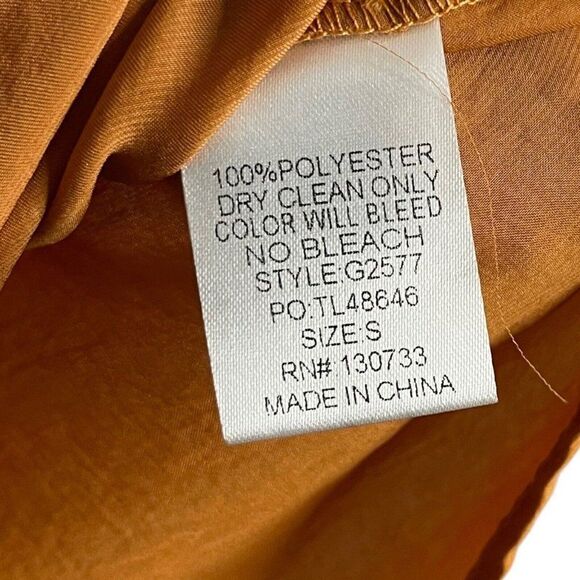 100%POLYESTER
DRY CLEAN ONLY
COLOR WILL BLEED
NO BLEACH
STYLE:G2577
PO:TL48646
SIZE:S
RN# 130733
MADE IN CHINA